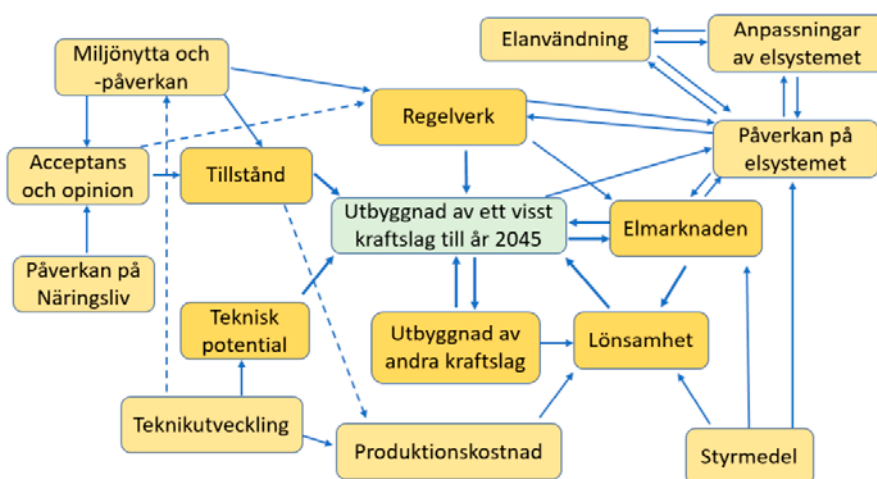 Miljönytta och
-påverkan
Elanvändning
Anpassningar
av elsystemet
Regelverk
Acceptans
och opinion
Tillstånd
Påverkan på
elsystemet
Utbyggnad av ett visst
kraftslag till år 2045
Elmarknaden
Påverkan på
Näringsliv
Teknisk
potential
Utbyggnad av
andra kraftslag
Lönsamhet
Teknikutveckling
Produktionskostnad
Styrmedel